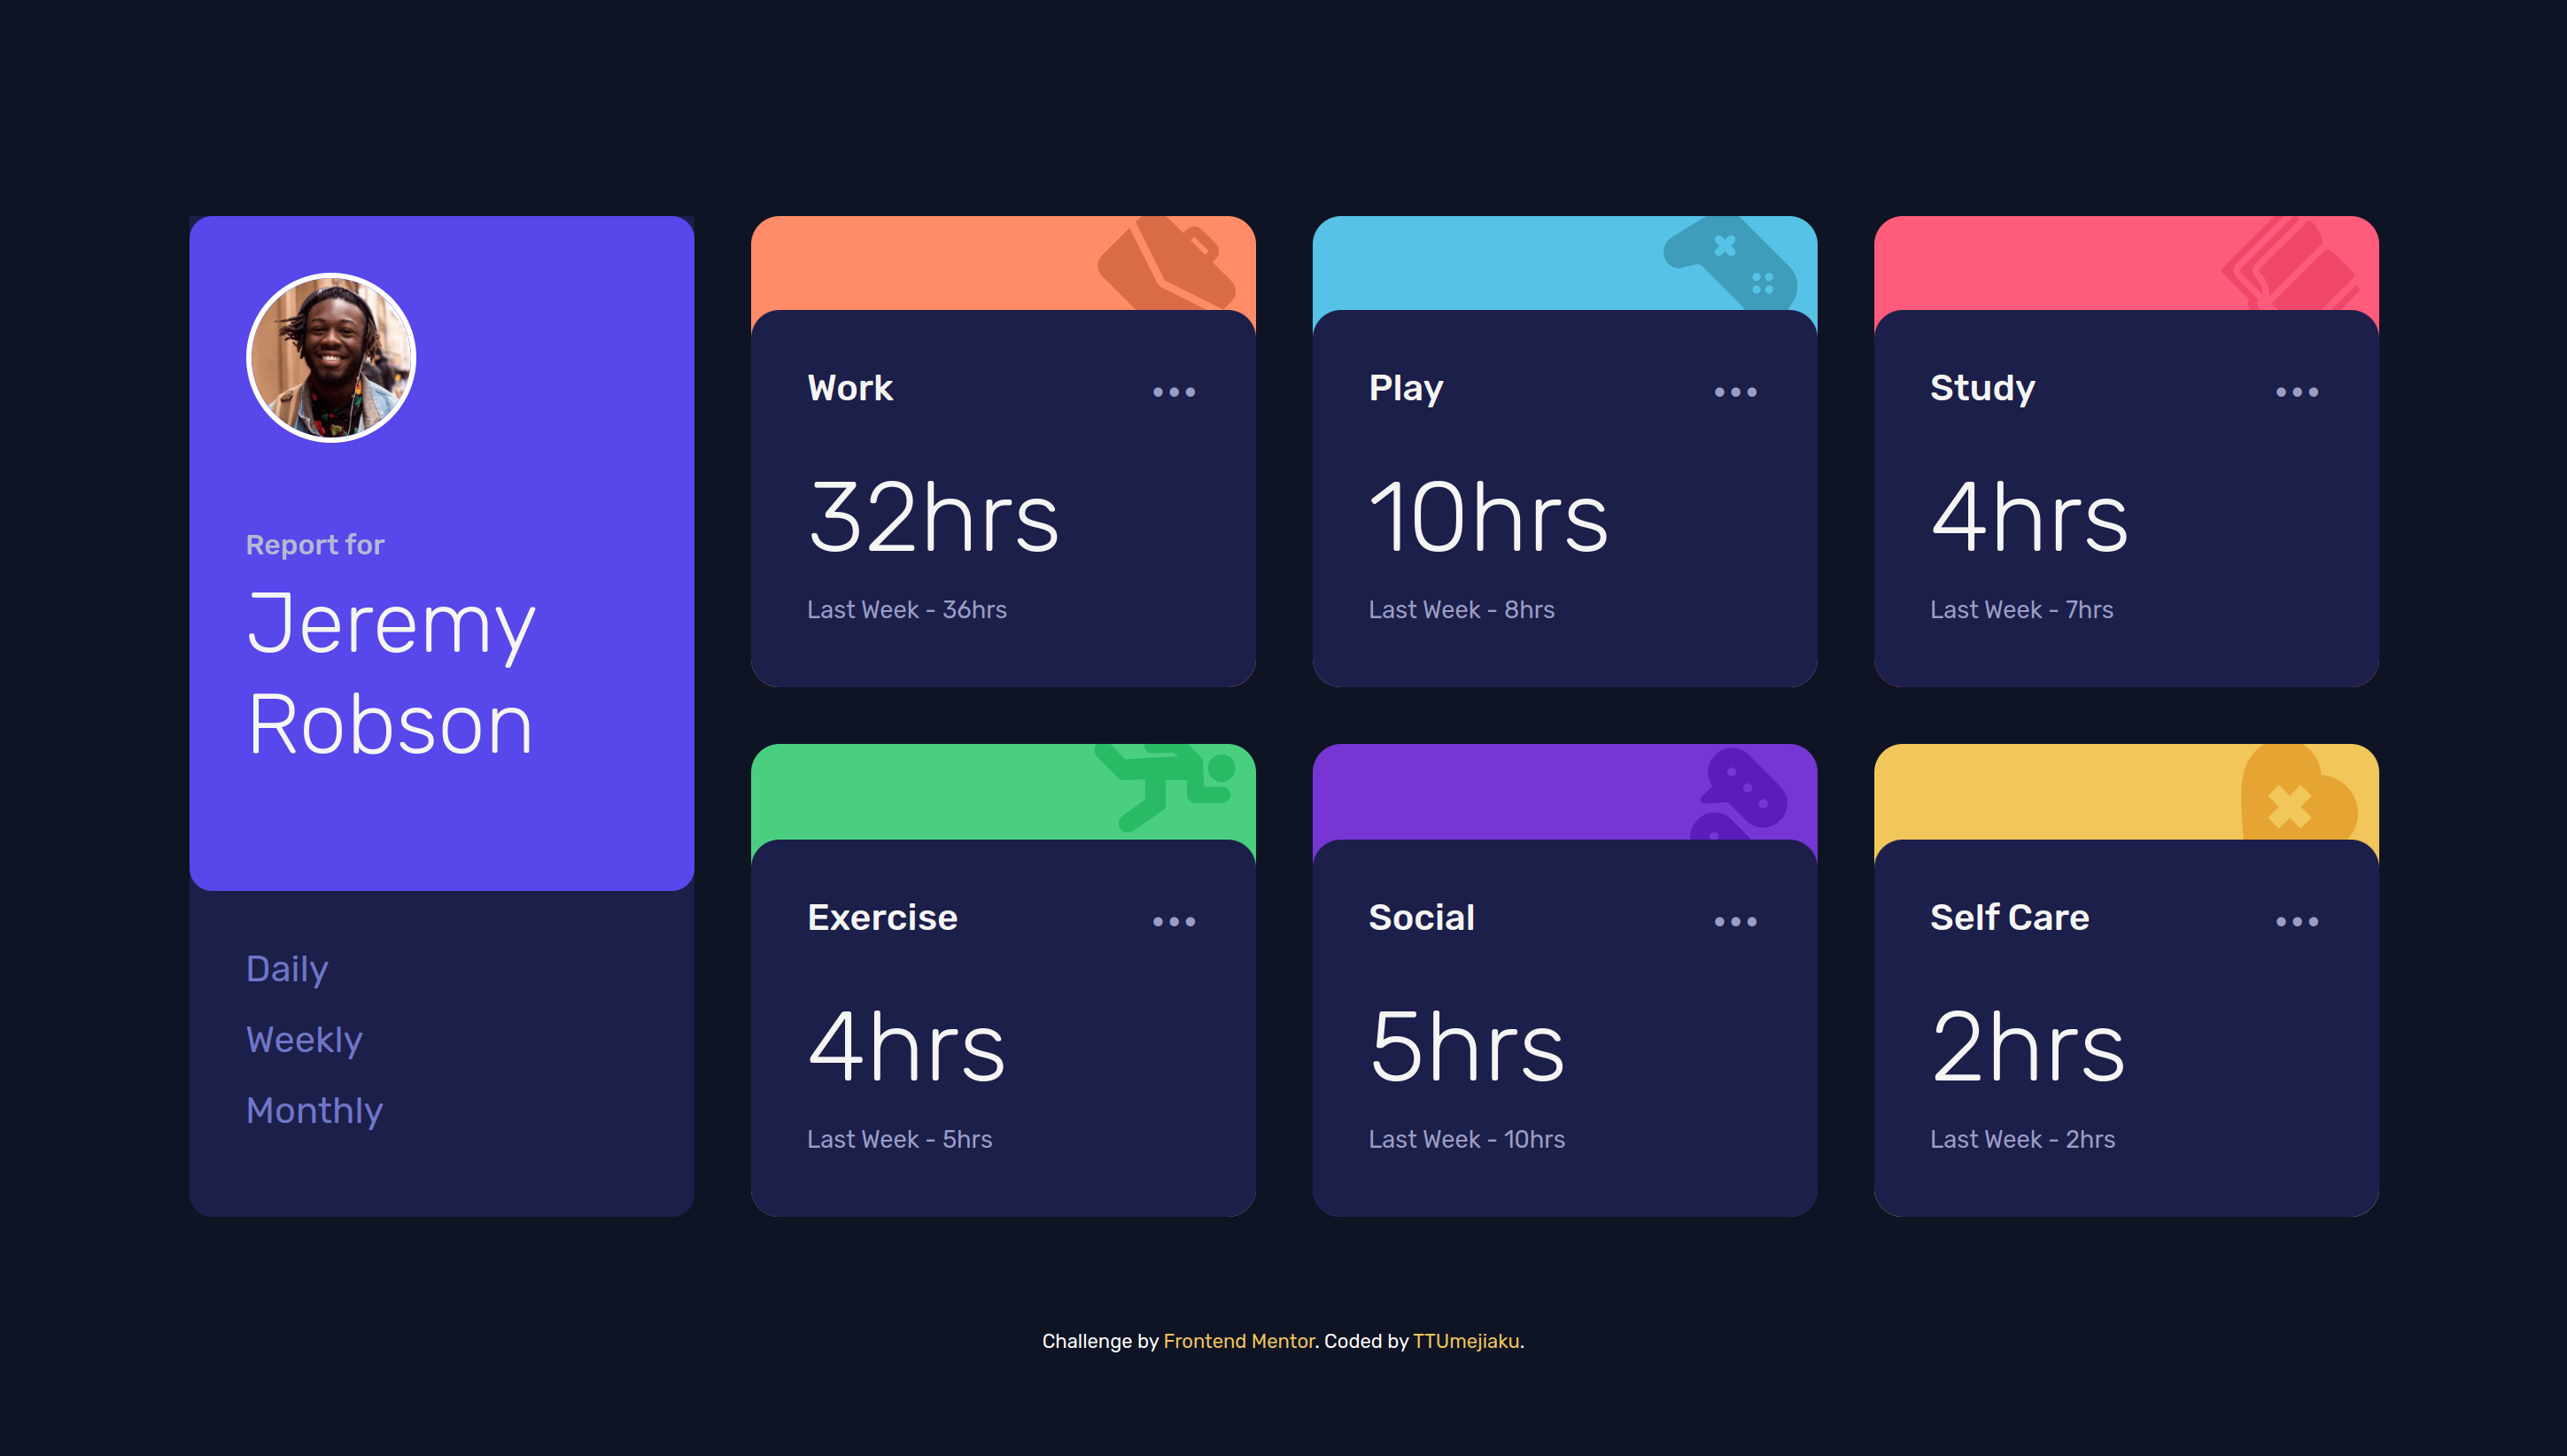 Report for
Jeremy
Robson
Daily
Weekly
Monthly
Work
32hrs
Last Week - 36hrs
Play
10hrs
Last Week - 8hrs
Study
4hrs
Last Week - 7hrs
Exercise
4hrs
Last Week - 5hrs
Social
5hrs
Last Week - 10hrs
Self Care
2hrs
Last Week - 2hrs
Challenge by Frontend Mentor. Coded by TTUmejiaku.